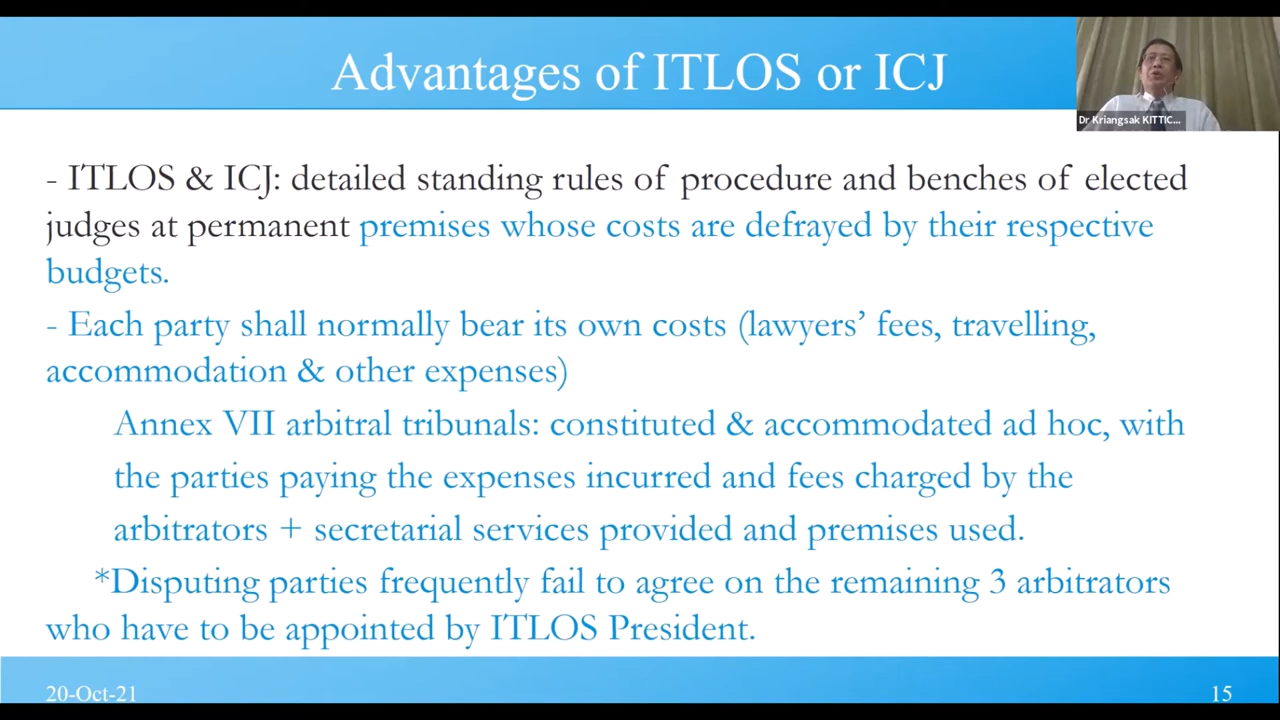 Advantages of ITLOS or ICJ
Dr Kriangsak KITTIC...
- ITLOS & ICJ: detailed standing rules of procedure and benches of elected
judges at permanent premises whose costs are defrayed by their respective
budgets.
- Each party shall normally bear its own costs (lawyers’ fees, travelling,
accommodation & other expenses)
Annex VII arbitral tribunals: constituted & accommodated ad hoc, with
the parties paying the expenses incurred and fees charged by the
arbitrators + secretarial services provided and premises used.
*Disputing parties frequently fail to agree on the remaining 3 arbitrators
who have to be appointed by ITLOS President.
20-Oct-21
15